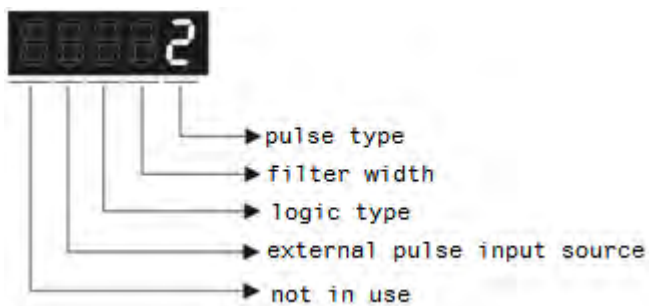 2
pulse type
filter width
logic type
external pulse input source
not in use